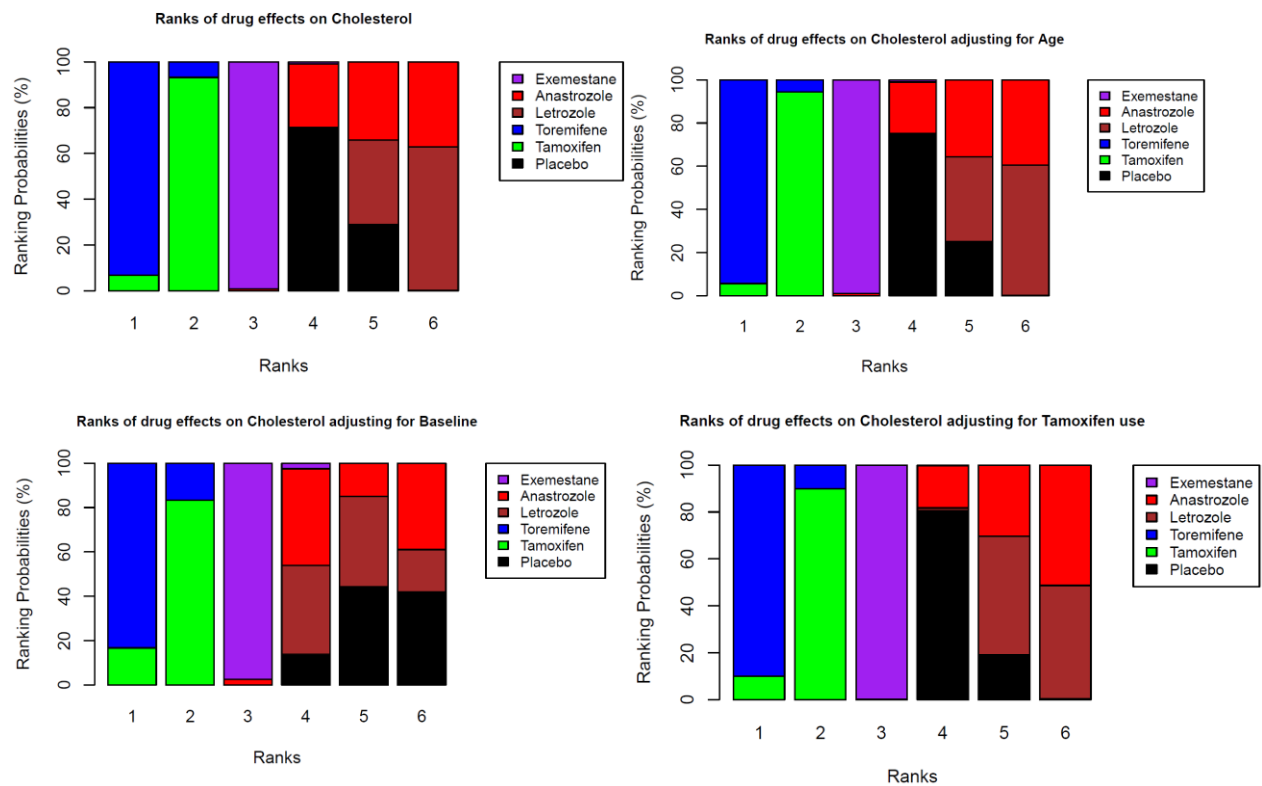 Ranks of drug effects on Cholesterol
Ranking Probabilities (%)
100
80
60
40
20
0
1 2 3 4 5 6
Ranks
Exemestane
Anastrozole
Letrozole
Toremifene
Tamoxifen
Placebo
Ranks of drug effects on Cholesterol adjusting for Age
Ranking Probabilities (%)
100
80
60
40
20
0
1 2 3 4 5 6
Ranks
Exemestane
Anastrozole
Letrozole
Toremifene
Tamoxifen
Placebo
Ranks of drug effects on Cholesterol adjusting for Baseline
Ranking Probabilities (%)
100
80
60
40
20
0
1 2 3 4 5 6
Ranks
Exemestane
Anastrozole
Letrozole
Toremifene
Tamoxifen
Placebo
Ranks of drug effects on Cholesterol adjusting for Tamoxifen use
Ranking Probabilities (%)
100
80
60
40
20
0
1 2 3 4 5 6
Ranks
Exemestane
Anastrozole
Letrozole
Toremifene
Tamoxifen
Placebo